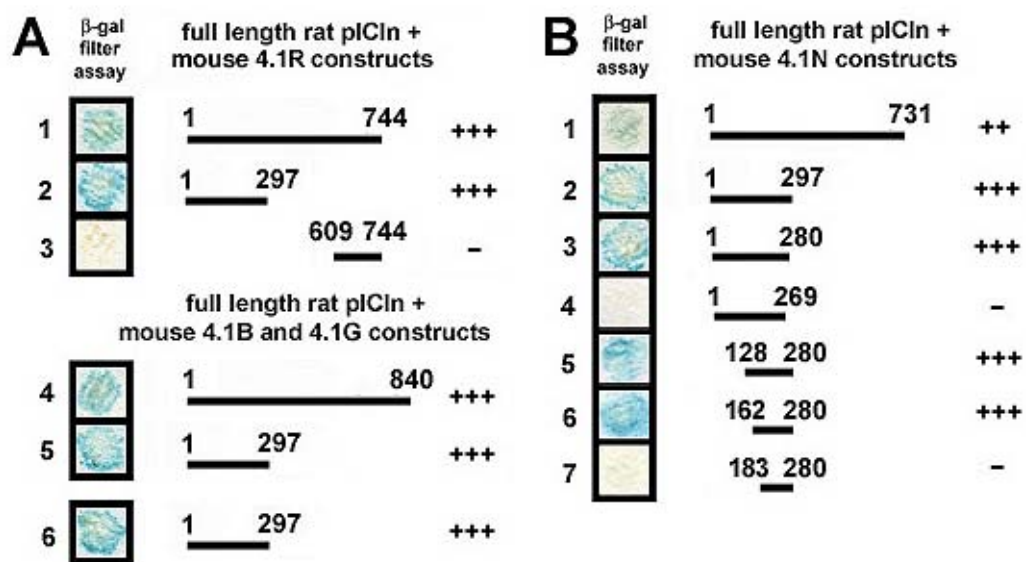 A
β-gal
filter
assay
full length rat pICln +
mouse 4.1R constructs
1 1 744 +++
2 1 297 +++
3 609 744 –
full length rat pICln +
mouse 4.1B and 4.1G constructs
4 1 840 +++
5 1 297 +++
6 1 297 +++
B
β-gal
filter
assay
full length rat pICln +
mouse 4.1N constructs
1 1 731 ++
2 1 297 +++
3 1 280 +++
4 1 269 –
5 128 280 +++
6 162 280 +++
7 183 280 –